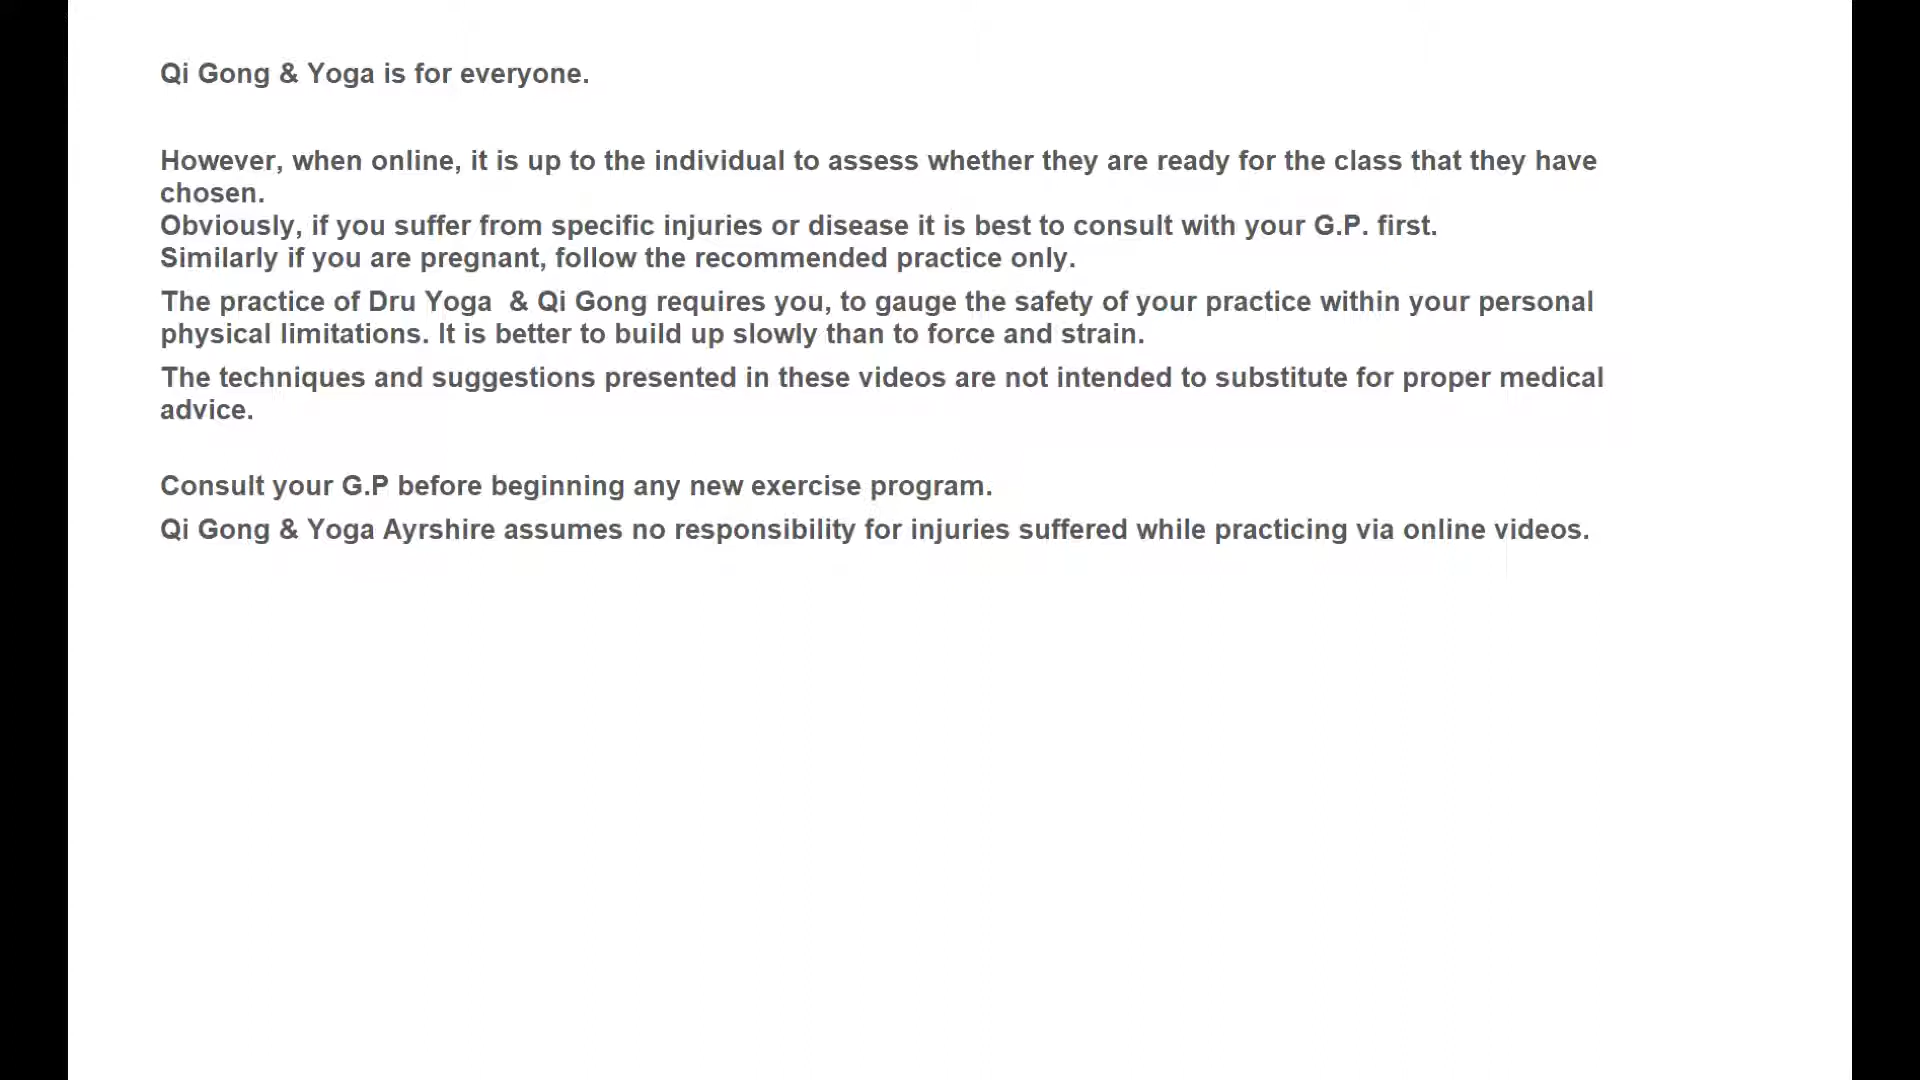 Qi Gong & Yoga is for everyone.
However, when online, it is up to the individual to assess whether they are ready for the class that they have
chosen.
Obviously, if you suffer from specific injuries or disease it is best to consult with your G.P. first.
Similarly if you are pregnant, follow the recommended practice only.
The practice of Dru Yoga  & Qi Gong requires you, to gauge the safety of your practice within your personal
physical limitations. It is better to build up slowly than to force and strain.
The techniques and suggestions presented in these videos are not intended to substitute for proper medical
advice.
Consult your G.P before beginning any new exercise program.
Qi Gong & Yoga Ayrshire assumes no responsibility for injuries suffered while practicing via online videos.